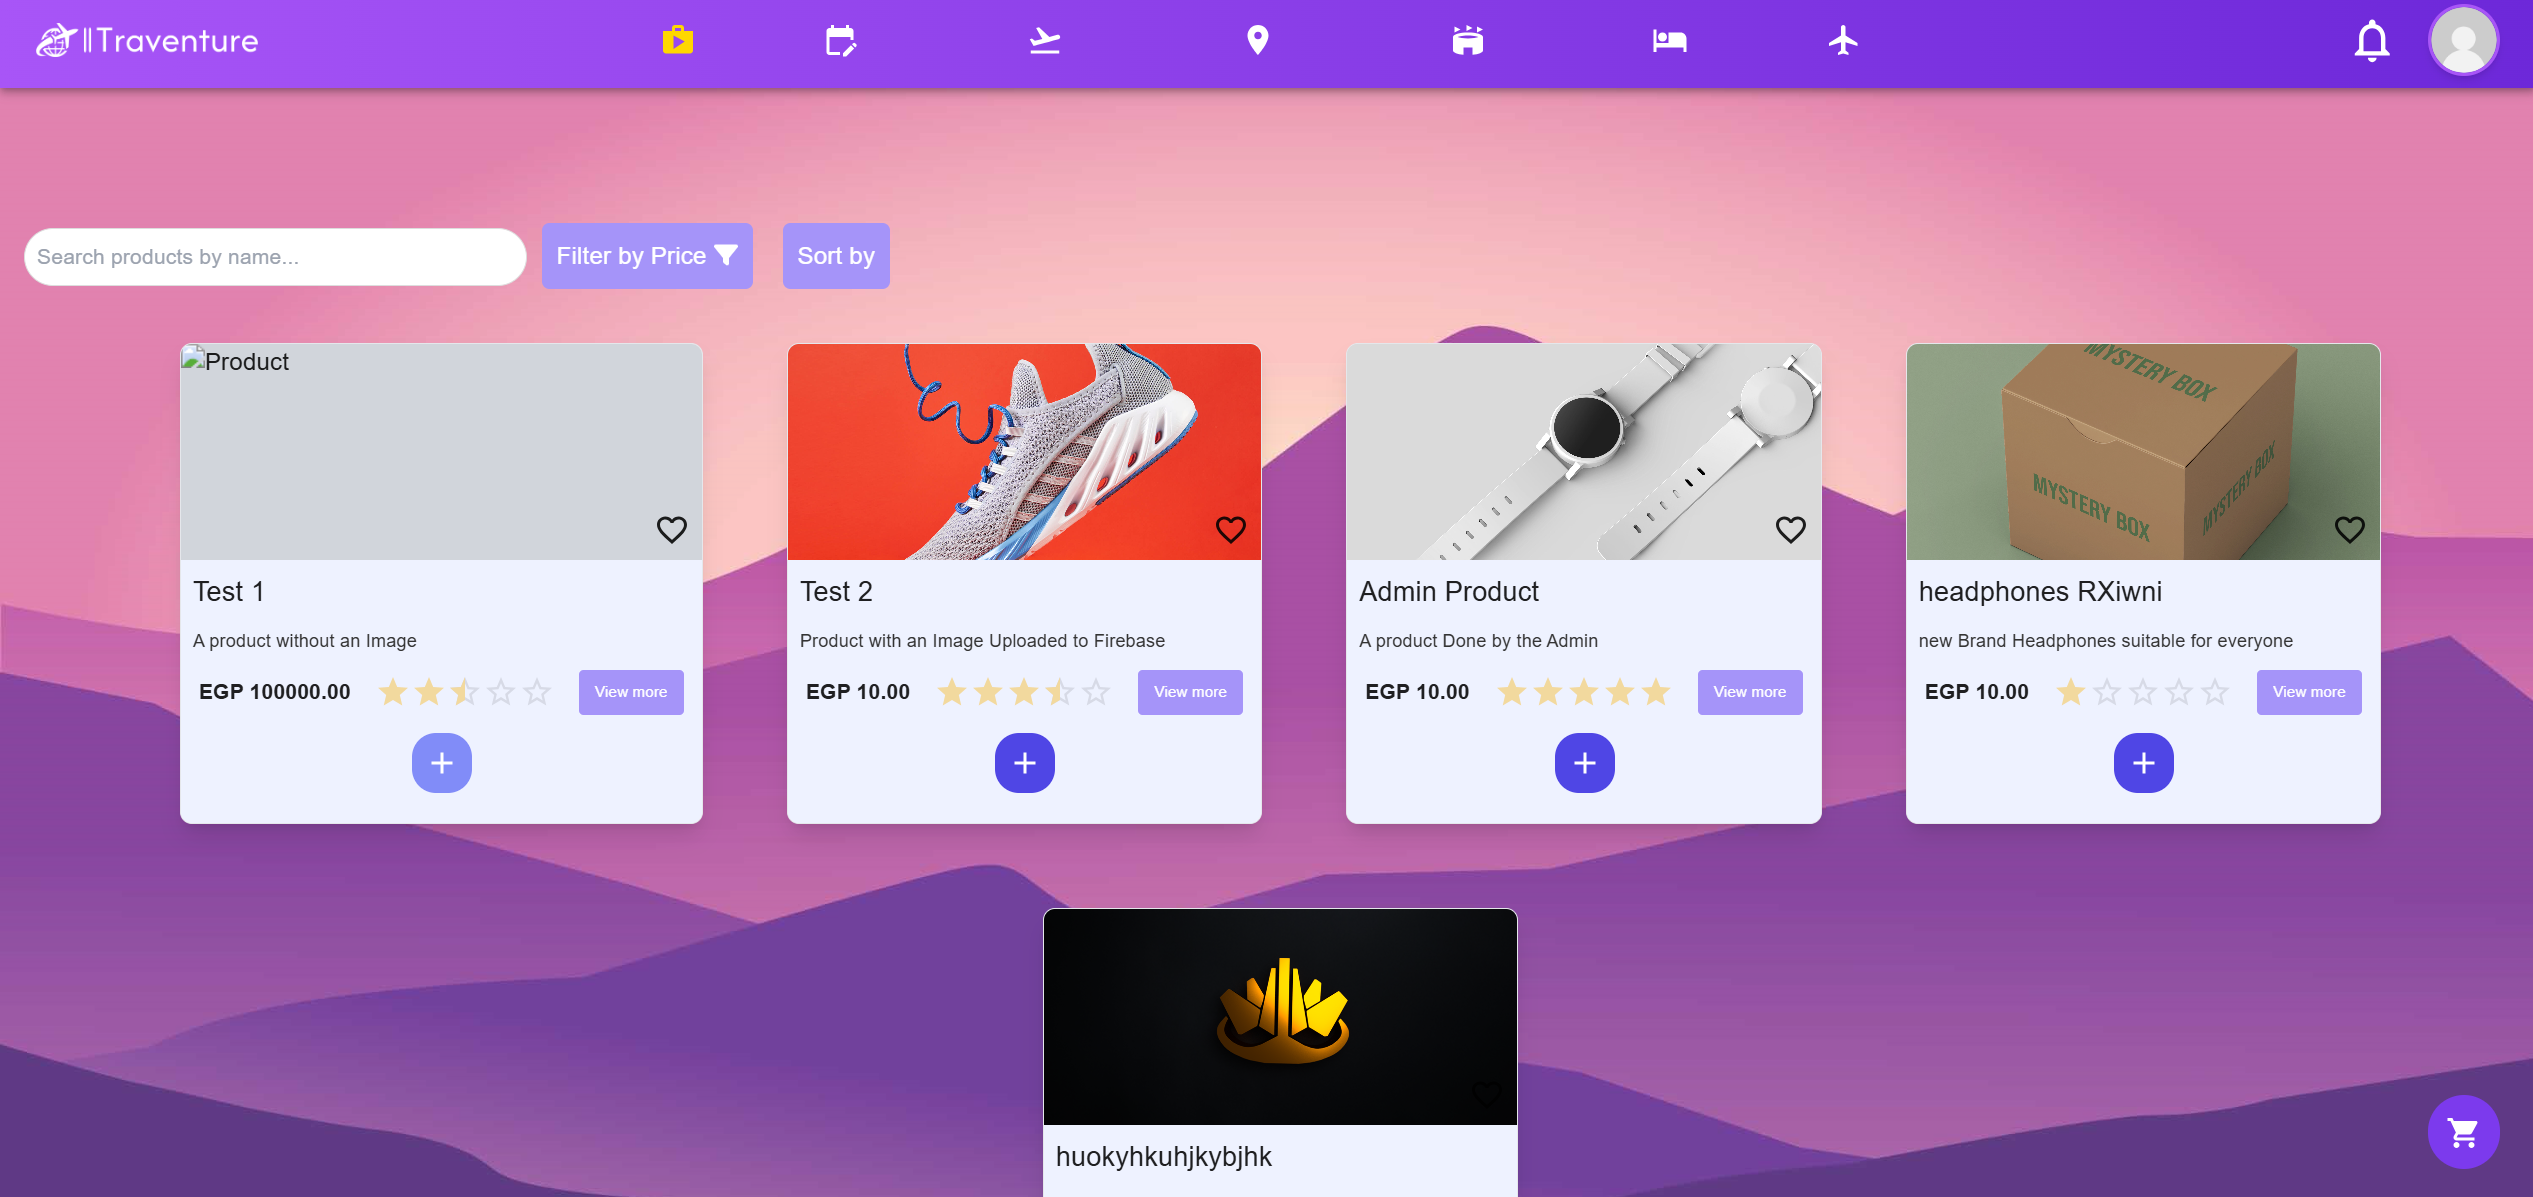 Traventure
Search products by name...
Filter by Price
Sort by
Product
MYSTERY BOX
MYSTERY BOX
MYSTERY BOX
Test 1
A product without an Image
EGP 100000.00
View more
Test 2
Product with an Image Uploaded to Firebase
EGP 10.00
View more
Admin Product
A product Done by the Admin
EGP 10.00
View more
headphones RXiwni
new Brand Headphones suitable for everyone
EGP 10.00
View more
huokyhkuhjkybjhk